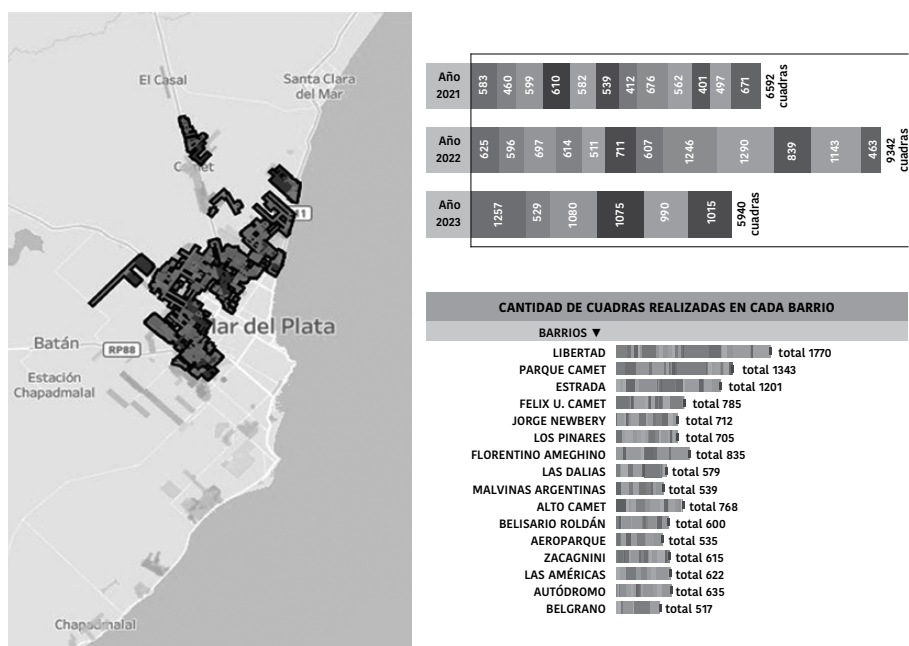 El Casal
Santa Clara
del Mar
Camet
11
Mar del Plata
Batán
RP88
Estación
Chapadmalal
Chapadmalal
Año
2021
583 460 599 610 582 539 412 676 562 401 497 671
6592
cuadras
Año
2022
625 596 697 614 511 711 607 1246 1290 839 1143 463
9342
cuadras
Año
2023
1257 529 1080 1075 990 1015
5940
cuadras
CANTIDAD DE CUADRAS REALIZADAS EN CADA BARRIO
BARRIOS ▼
LIBERTAD total 1770
PARQUE CAMET total 1343
ESTRADA total 1201
FELIX U. CAMET total 785
JORGE NEWBERY total 712
LOS PINARES total 705
FLORENTINO AMEGHINO total 835
LAS DALIAS total 579
MALVINAS ARGENTINAS total 539
ALTO CAMET total 768
BELISARIO ROLDÁN total 600
AEROPARQUE total 535
ZACAGNINI total 615
LAS AMÉRICAS total 622
AUTÓDROMO total 635
BELGRANO total 517